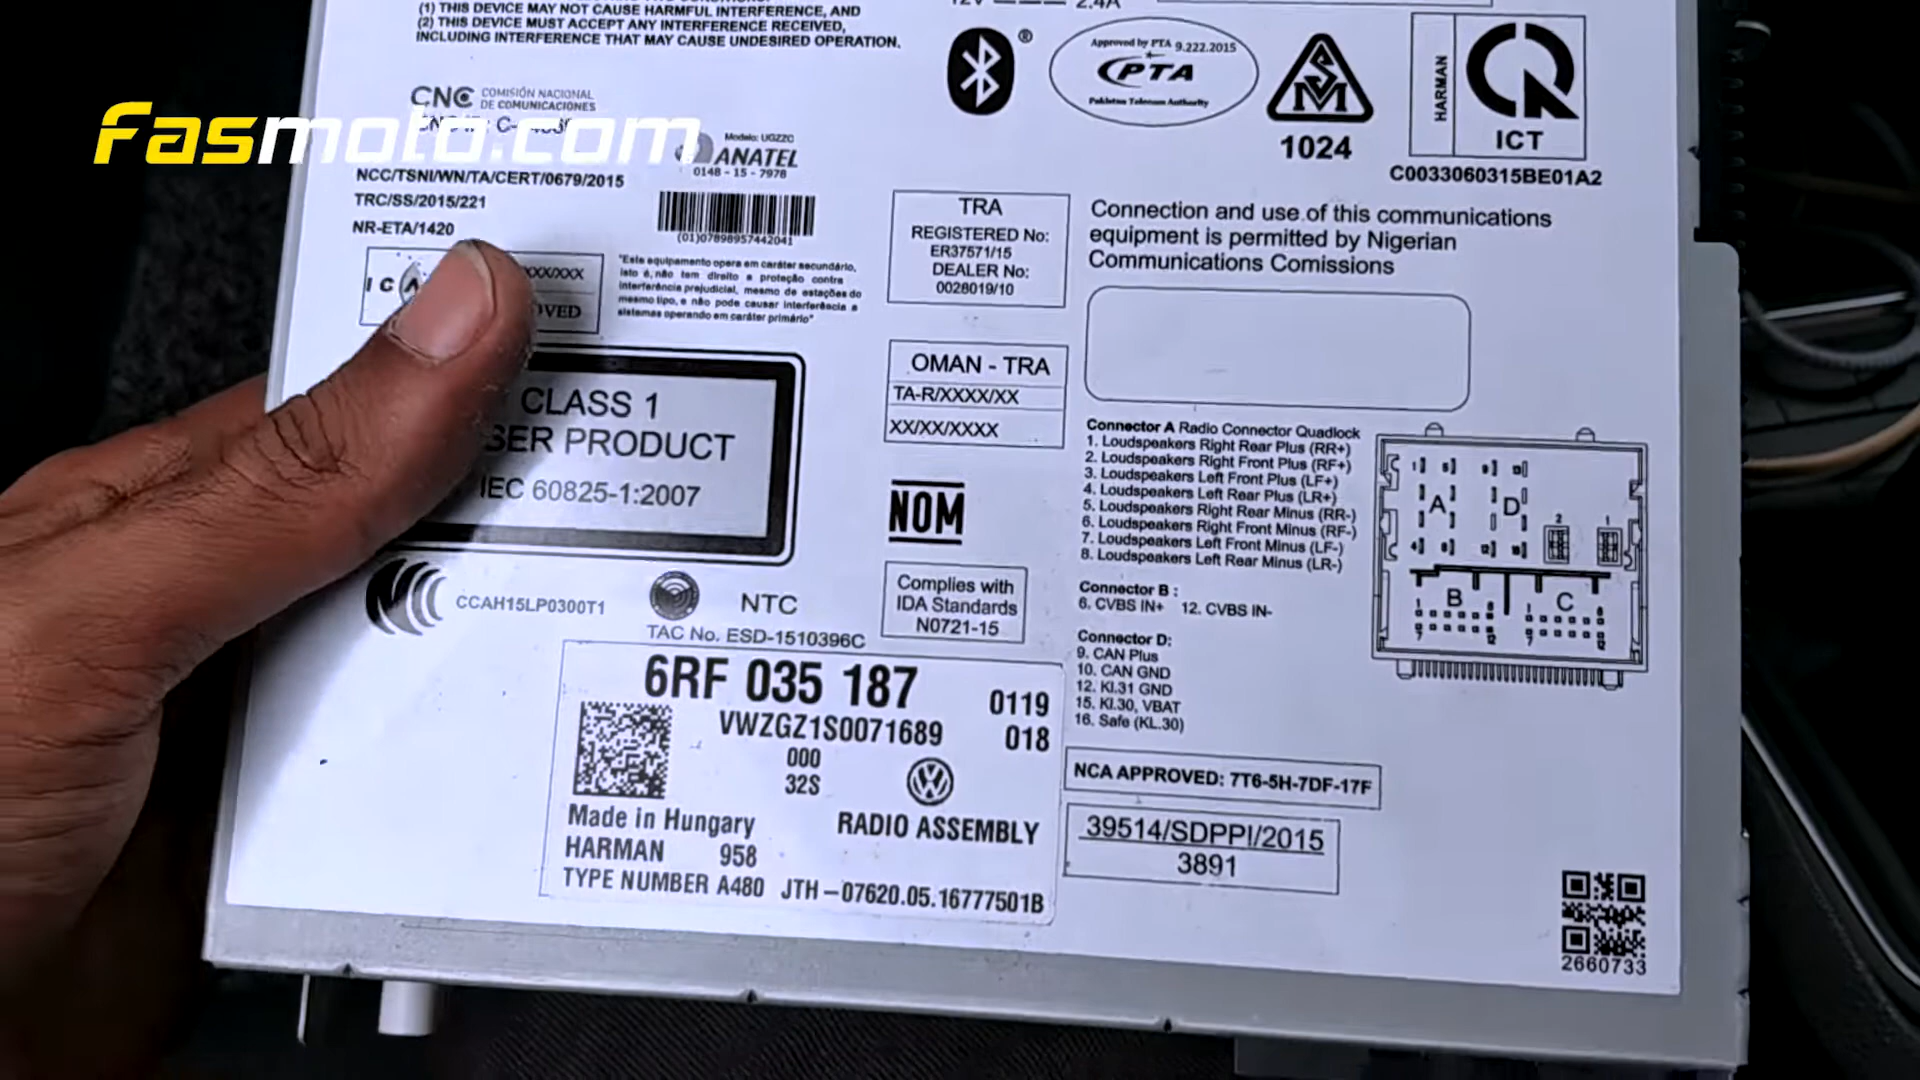 (1) THIS DEVICE MAY NOT CAUSE HARMFUL INTERFERENCE, AND
(2) THIS DEVICE MUST ACCEPT ANY INTERFERENCE RECEIVED,
INCLUDING INTERFERENCE THAT MAY CAUSE UNDESIRED OPERATION.
12V 2.4A
CNC COMISIÓN NACIONAL
DE COMUNICACIONES
fasmoto.com
NCC/TSNI/WN/TA/CERT/0679/2015
TRC/SS/2015/221
NR-ETA/1420
Modelo: UGZZC
ANATEL
0148 - 15 - 7978
(01)07898957442041
"Este equipamento opera em caráter secundário,
isto é, não tem direito a proteção contra
interferência prejudicial, mesmo de estações do
mesmo tipo, e não pode causar interferência a
sistemas operando em caráter primário"
®
Approved by PTA 9.222.2015
PTA
Pakistan Telecom Authority
1024
HARMAN
ICT
C0033060315BE01A2
TRA
REGISTERED No:
ER37571/15
DEALER No:
0028019/10
Connection and use of this communications
equipment is permitted by Nigerian
Communications Comissions
CLASS 1
PRODUCT
IEC 60825-1:2007
OMAN - TRA
TA-R/XXXX/XX
XX/XX/XXXX
NOM
Complies with
IDA Standards
N0721-15
CCAH15LP0300T1
NTC
TAC No. ESD-1510396C
Connector A Radio Connector Quadlock
1. Loudspeakers Right Rear Plus (RR+)
2. Loudspeakers Right Front Plus (RF+)
3. Loudspeakers Left Front Plus (LF+)
4. Loudspeakers Left Rear Plus (LR+)
5. Loudspeakers Right Rear Minus (RR-)
6. Loudspeakers Right Front Minus (RF-)
7. Loudspeakers Left Front Minus (LF-)
8. Loudspeakers Left Rear Minus (LR-)
Connector B :
6. CVBS IN+ 12. CVBS IN-
Connector D:
9. CAN Plus
10. CAN GND
12. Kl.31 GND
15. Kl.30, VBAT
16. Safe (KL.30)
A D
2 1
B C
6RF 035 187 0119
VWZGZ1S0071689 018
000
32S
Made in Hungary
RADIO ASSEMBLY
HARMAN 958
TYPE NUMBER A480 JTH-07620.05.16777501B
NCA APPROVED: 7T6-5H-7DF-17F
39514/SDPPI/2015
3891
2660733